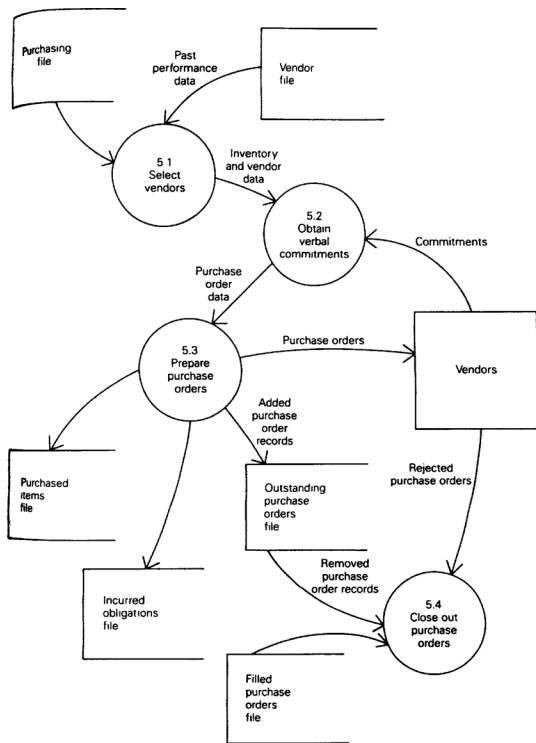 Purchasing
file
Past
performance
data
Vendor
file
5 1
Select
vendors
Inventory
and vendor
data
5.2
Obtain
verbal
commitments
Commitments
Purchase
order
data
5.3
Prepare
purchase
orders
Purchase orders
Vendors
Added
purchase
order
records
Purchased
items
file
Outstanding
purchase
orders
file
Rejected
purchase orders
Removed
purchase
order records
Incurred
obligations
file
5.4
Close out
purchase
orders
Filled
purchase
orders
file